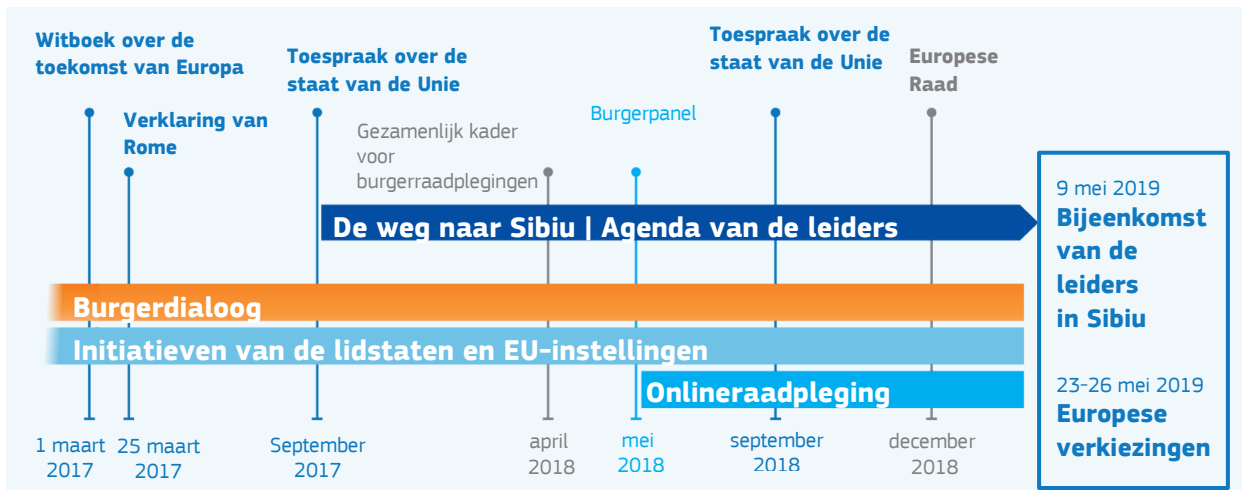 Witboek over de
toekomst van Europa
Verklaring van
Rome
Toespraak over de
staat van de Unie
Gezamenlijk kader
voor
burgerraadplegingen
Burgerpanel
Toespraak over de
staat van de Unie
Europese
Raad
De weg naar Sibiu | Agenda van de leiders
Burgerdialoog
Initiatieven van de lidstaten en EU-instellingen
Onlineraadpleging
1 maart
2017
25 maart
2017
September
2017
april
2018
mei
2018
september
2018
december
2018
9 mei 2019
Bijeenkomst
van de
leiders
in Sibiu
23-26 mei 2019
Europese
verkiezingen